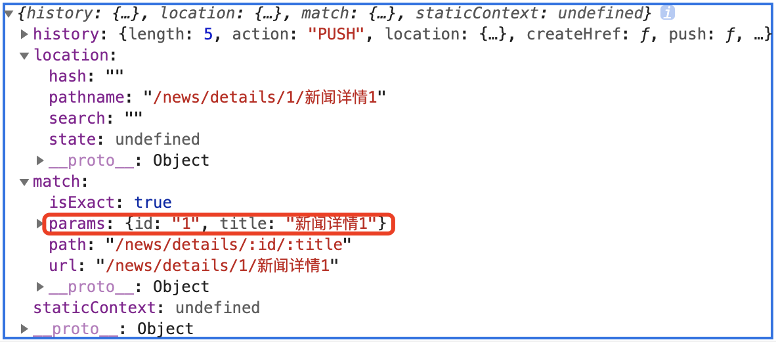 {history: {…}, location: {…}, match: {…}, staticContext: undefined} i
history: {length: 5, action: "PUSH", location: {…}, createHref: ƒ, push: ƒ, …}
location:
hash: ""
pathname: "/news/details/1/新闻详情1"
search: ""
state: undefined
__proto__: Object
match:
isExact: true
params: {id: "1", title: "新闻详情1"}
path: "/news/details/:id/:title"
url: "/news/details/1/新闻详情1"
__proto__: Object
staticContext: undefined
__proto__: Object